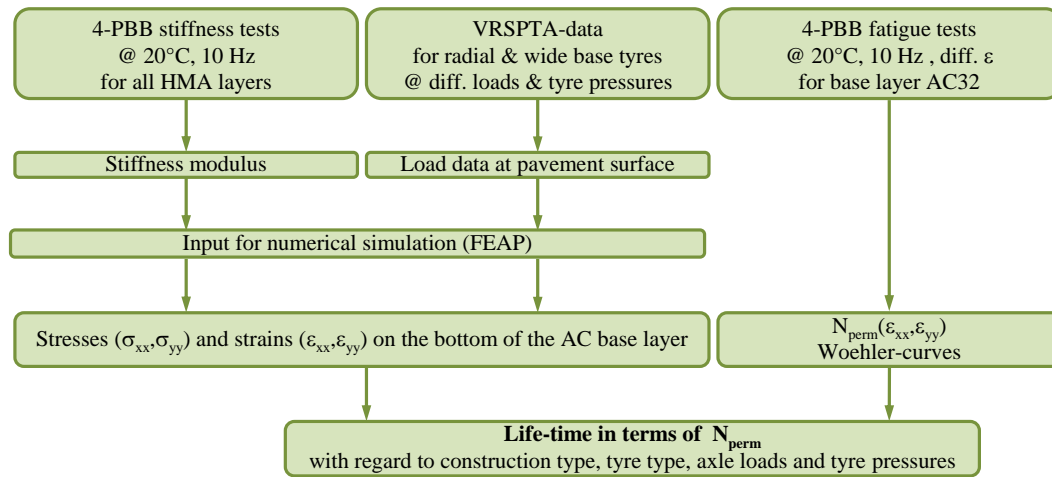 4-PBB stiffness tests
@ 20°C, 10 Hz
for all HMA layers
VRSPTA-data
for radial & wide base tyres
@ diff. loads & tyre pressures
4-PBB fatigue tests
@ 20°C, 10 Hz , diff. ε
for base layer AC32
Stiffness modulus
Load data at pavement surface
Input for numerical simulation (FEAP)
Stresses (σxx,σyy) and strains (εxx,εyy) on the bottom of the AC base layer
Nperm(εxx,εyy)
Woehler-curves
Life-time in terms of Nperm
with regard to construction type, tyre type, axle loads and tyre pressures